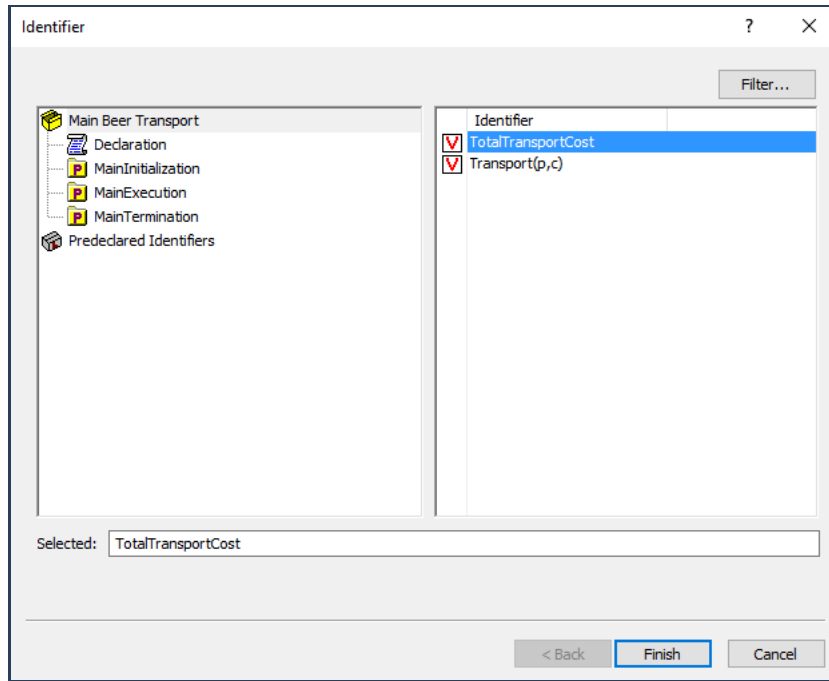 Identifier
?
Filter...
Main Beer Transport
Declaration
P MainInitialization
P MainExecution
P MainTermination
Predeclared Identifiers
Identifier
V TotalTransportCost
V Transport(p,c)
Selected: TotalTransportCost
< Back Finish Cancel